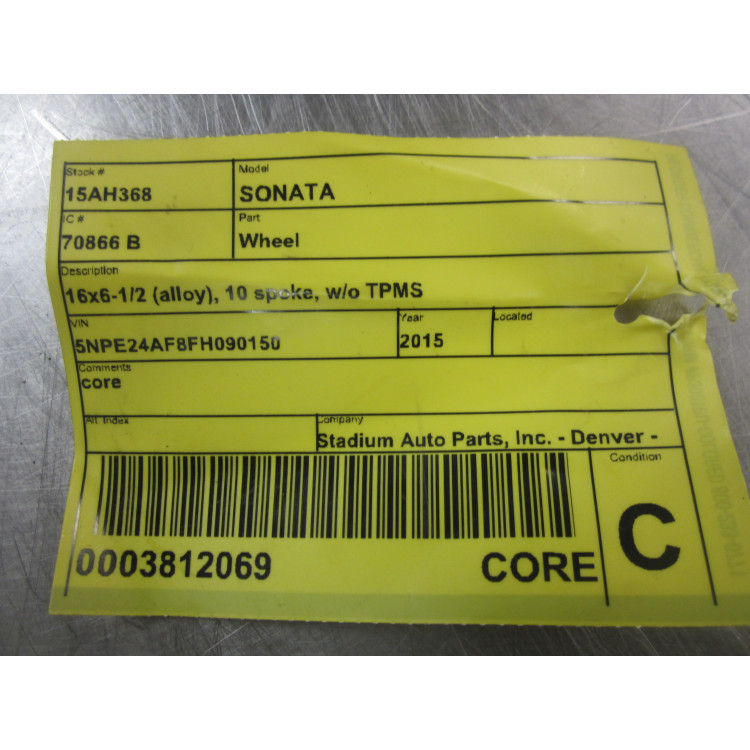 Stock # Model
15AH368 SONATA
IC # Part
70866 B Wheel
Description
16x6-1/2 (alloy), 10 spoke, w/o TPMS
VIN Year Located
5NPE24AF8FH090150 2015
Comments
core
Alt. Index Company
Stadium Auto Parts, Inc. - Denver -
Condition
C
0003812069 CORE